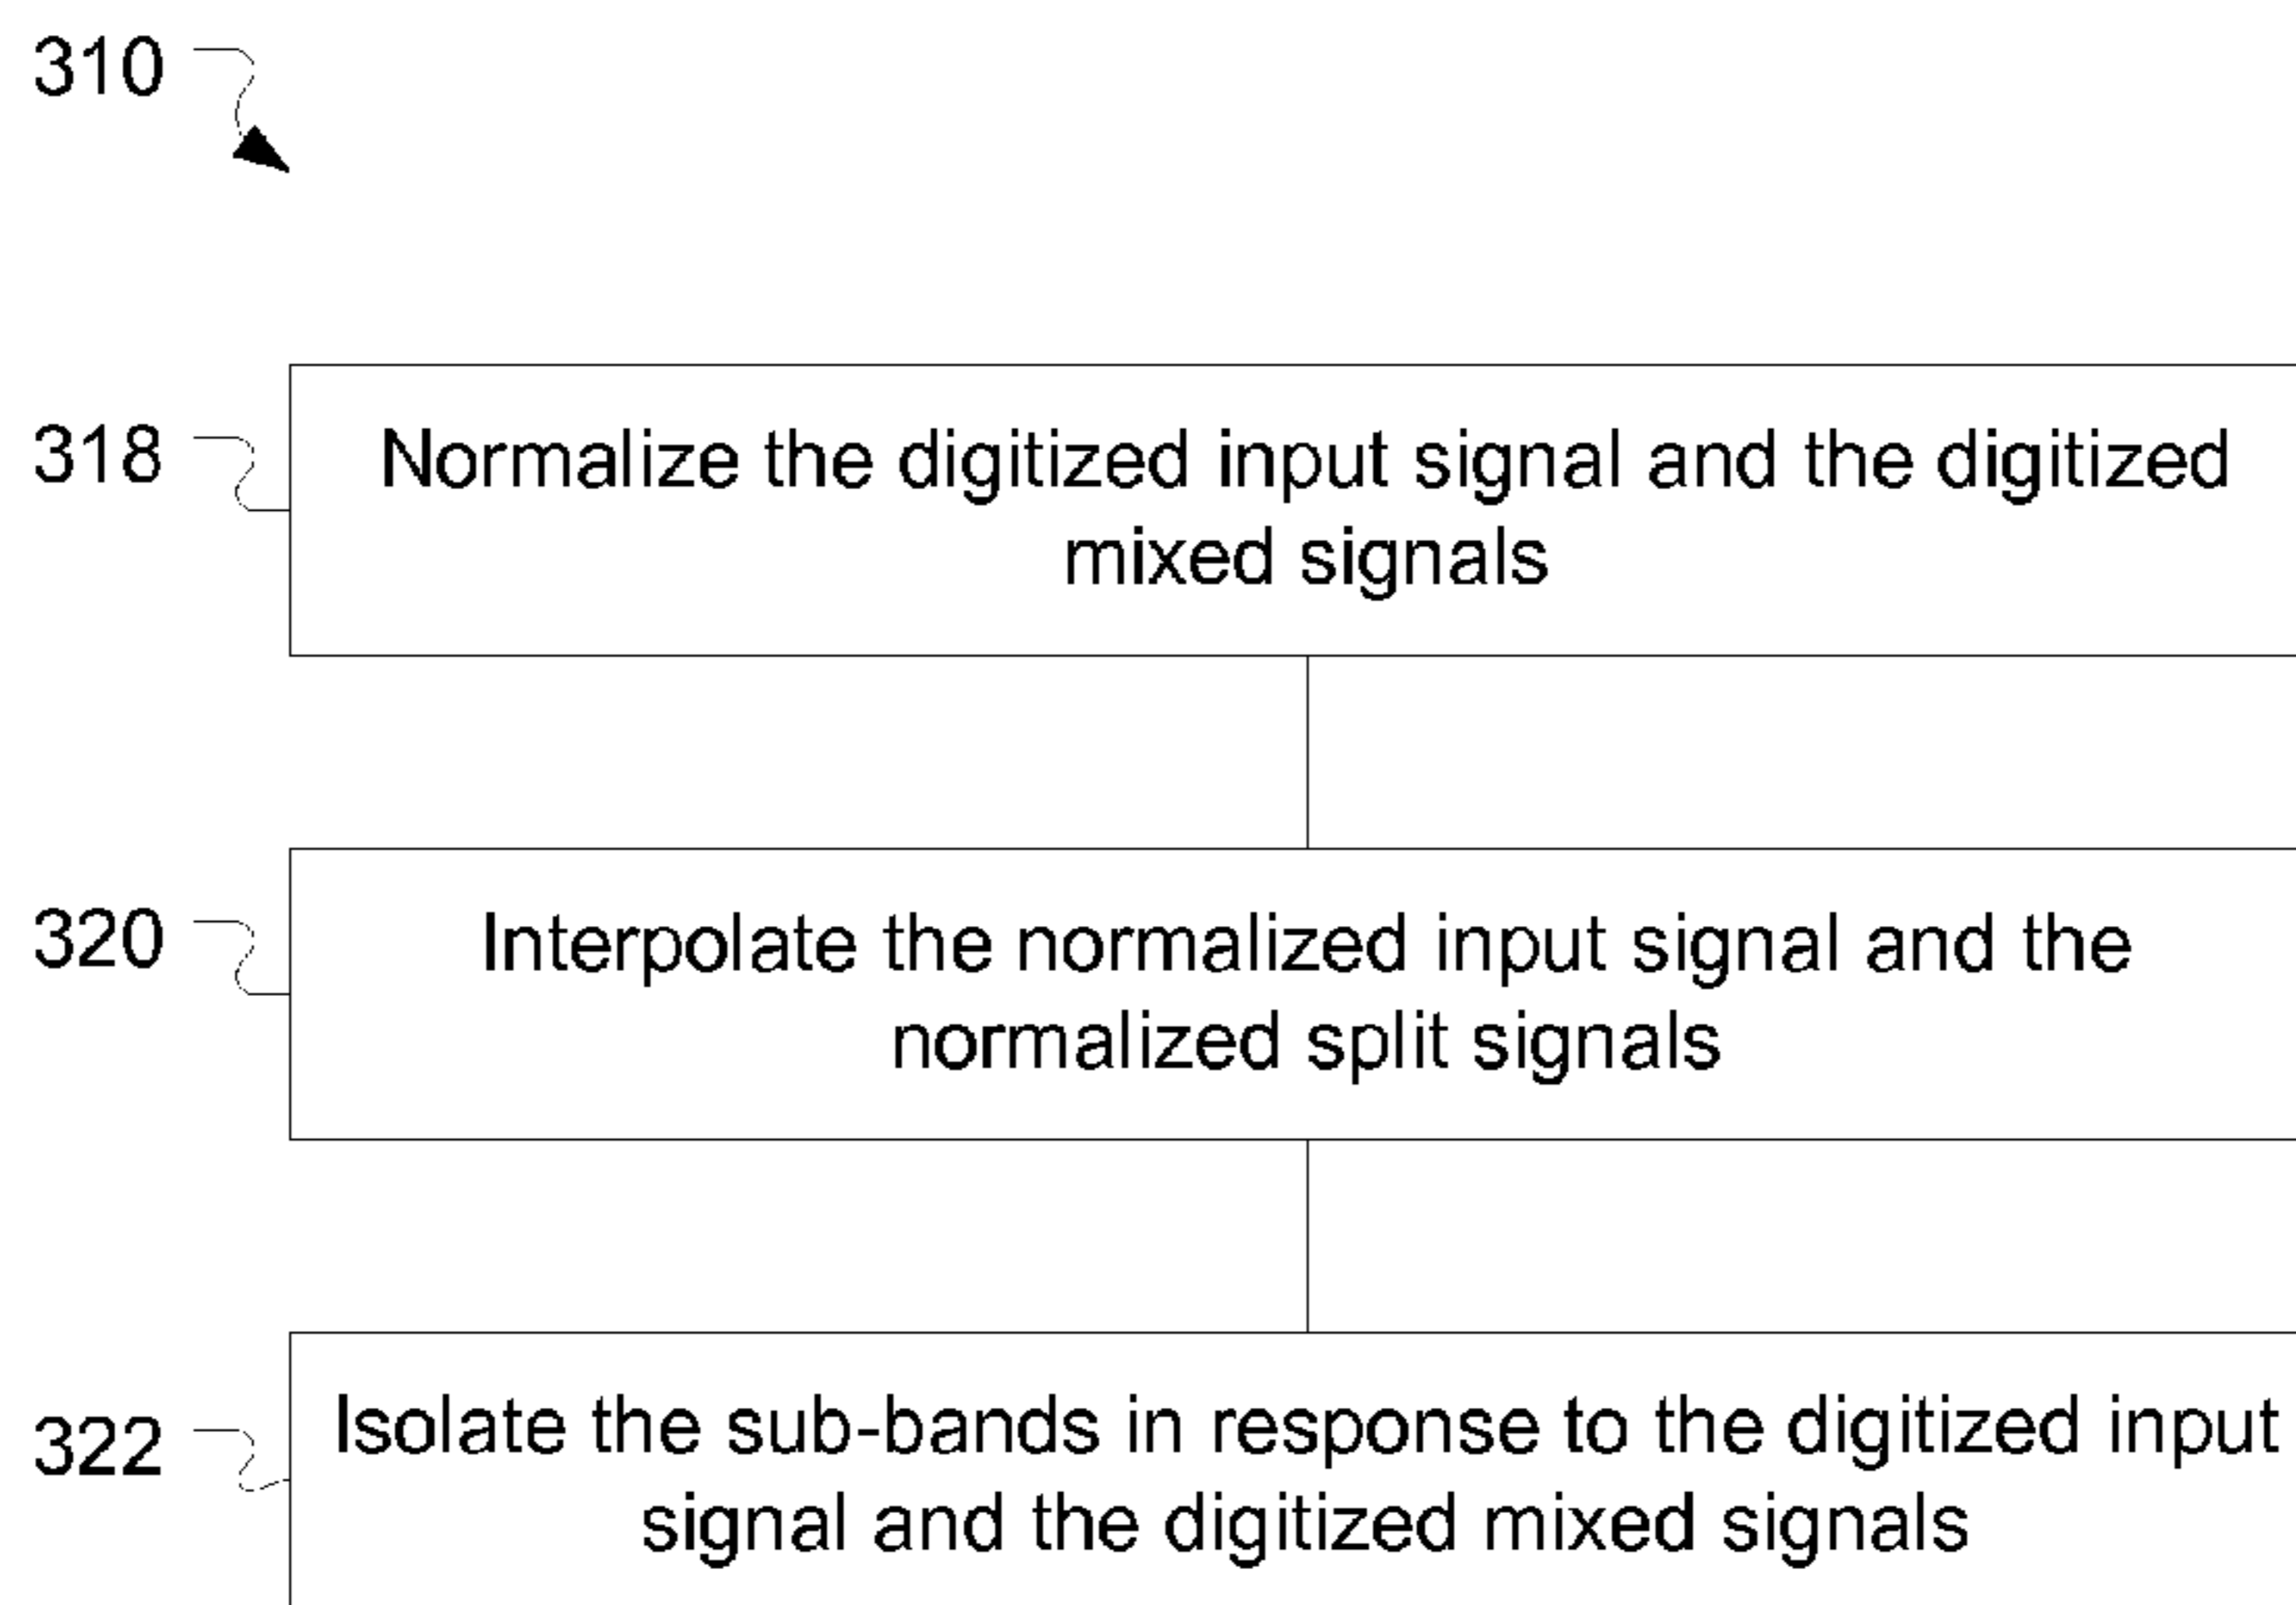 310
318
Normalize the digitized input signal and the digitized
mixed signals
320
Interpolate the normalized input signal and the
normalized split signals
322
Isolate the sub-bands in response to the digitized input
signal and the digitized mixed signals